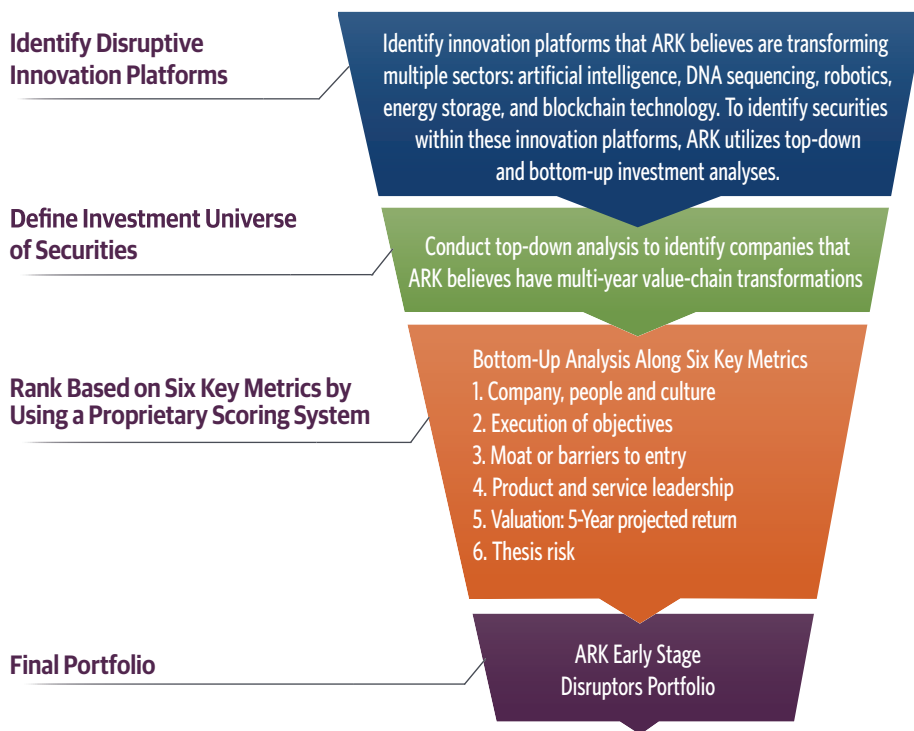 Identify Disruptive
Innovation Platforms
Identify innovation platforms that ARK believes are transforming
multiple sectors: artificial intelligence, DNA sequencing, robotics,
energy storage, and blockchain technology. To identify securities
within these innovation platforms, ARK utilizes top-down
and bottom-up investment analyses.
Define Investment Universe
of Securities
Conduct top-down analysis to identify companies that
ARK believes have multi-year value-chain transformations
Rank Based on Six Key Metrics by
Using a Proprietary Scoring System
Bottom-Up Analysis Along Six Key Metrics
1. Company, people and culture
2. Execution of objectives
3. Moat or barriers to entry
4. Product and service leadership
5. Valuation: 5-Year projected return
6. Thesis risk
Final Portfolio
ARK Early Stage
Disruptors Portfolio